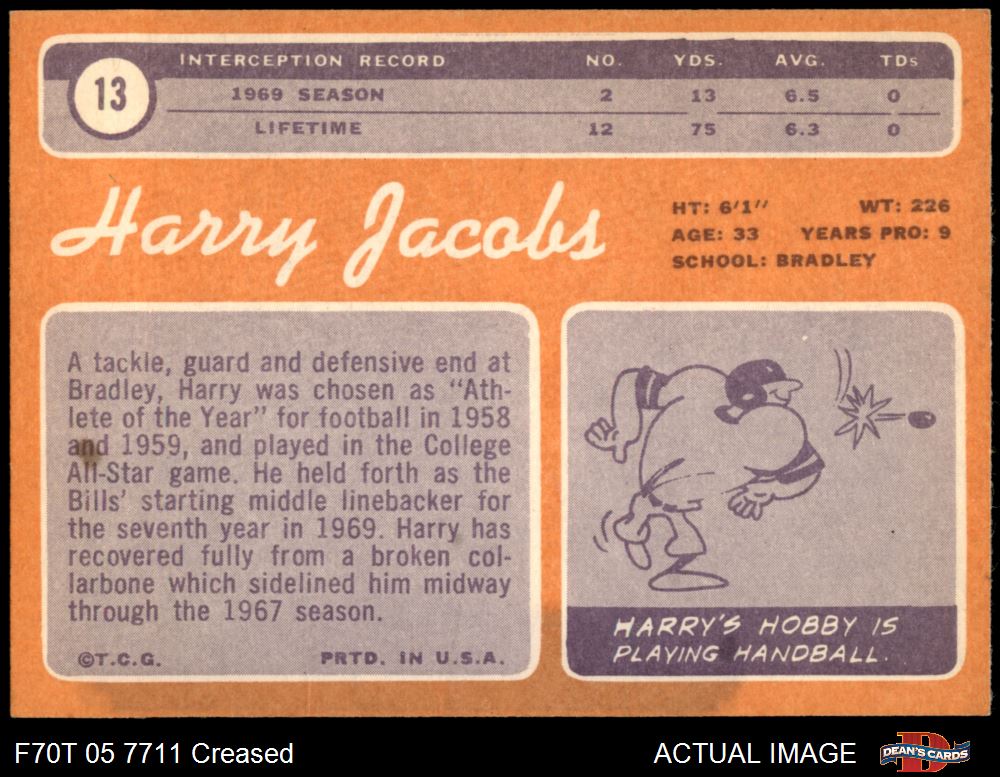 13
INTERCEPTION RECORD NO. YDS. AVG. TDs
1969 SEASON 2 13 6.5 0
LIFETIME 12 75 6.3 0
Harry Jacobs
HT: 6'1" WT: 226
AGE: 33 YEARS PRO: 9
SCHOOL: BRADLEY
A tackle, guard and defensive end at
Bradley, Harry was chosen as "Ath-
lete of the Year" for football in 1958
and 1959, and played in the College
All-Star game. He held forth as the
Bills' starting middle linebacker for
the seventh year in 1969. Harry has
recovered fully from a broken col-
larbone which sidelined him midway
through the 1967 season.
©T.C.G. PRTD. IN U.S.A.
HARRY'S HOBBY IS
PLAYING HANDBALL.
F70T 05 7711 Creased ACTUAL IMAGE DEAN'S CARDS